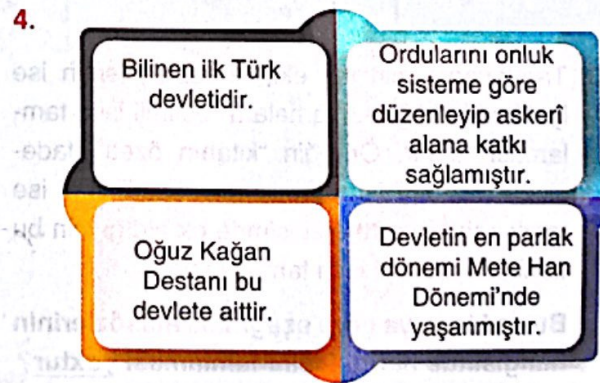 4.
Bilinen ilk Türk
devletidir.
Ordularını onluk
sisteme göre
düzenleyip askerî
alana katkı
sağlamıştır.
Oğuz Kağan
Destanı bu
devlete aittir.
Devletin en parlak
dönemi Mete Han
Dönemi'nde
yaşanmıştır.